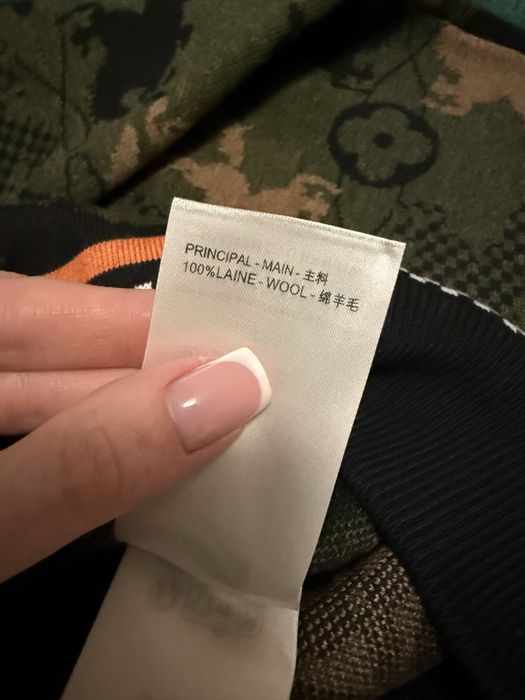 PRINCIPAL - MAIN - 主料
100%LAINE - WOOL - 绵羊毛